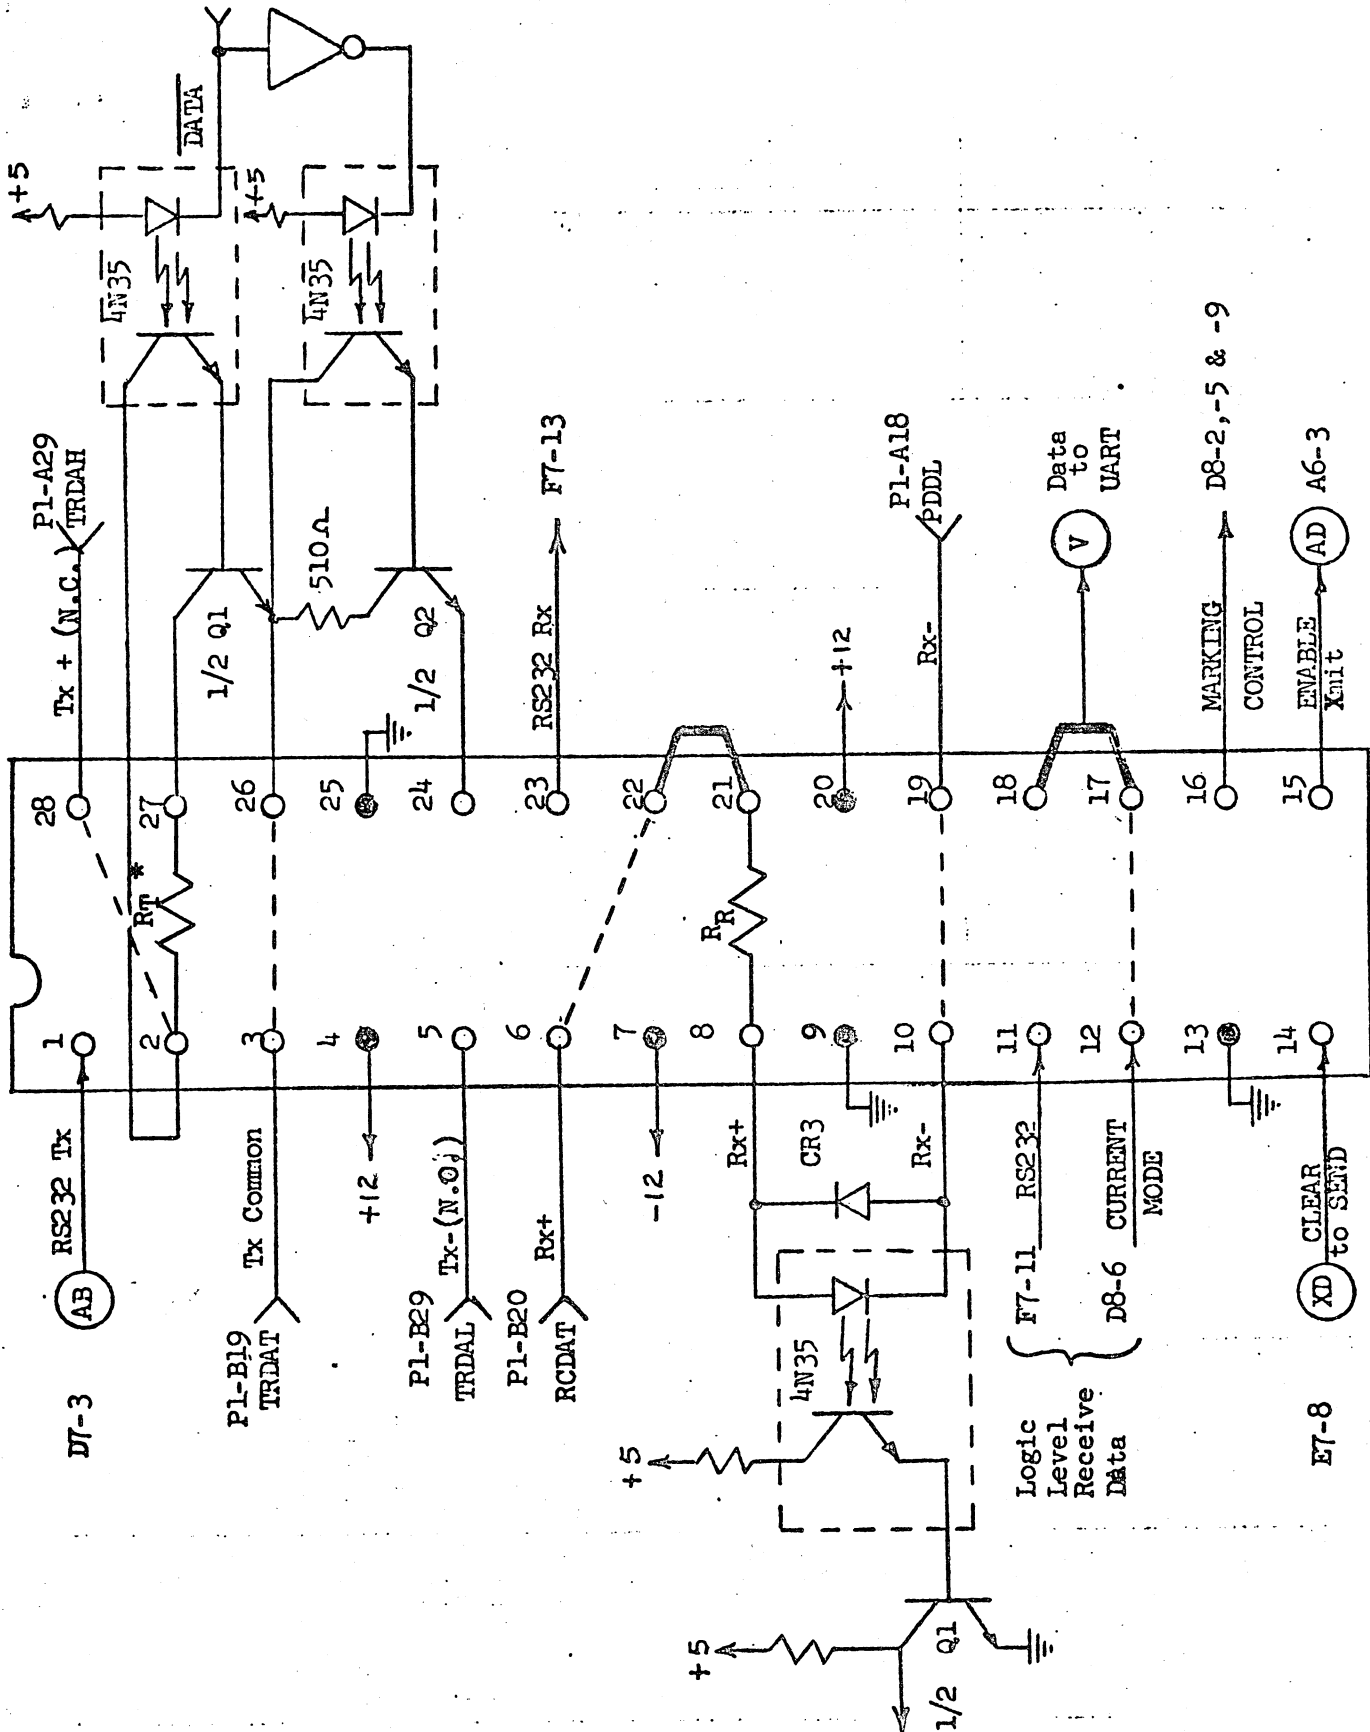 +5
DATA
4N35
+5
4N35
P1-A29
TRDAH
Tx + (N.C.)
1/2 Q1
510Ω
1/2 Q2
F7-13
RS232 Rx
+12
P1-A18
PDDL
Rx-
Data
to
UART
V
MARKING
CONTROL
D8-2,-5 & -9
ENABLE
Xmit
AD
A6-3
28
27
26
25
24
23
22
21
20
19
18
17
16
15
RT *
RR
1
2
3
4
5
6
7
8
9
10
11
12
13
14
D7-3
AB
RS232 Tx
P1-B19
TRDAT
Tx Common
+12
P1-B29
TRDAL
Tx-(N.O.)
P1-B20
RCDAT
Rx+
-12
Rx+
CR3
Rx-
4N35
+5
+5
1/2 Q1
Logic
Level
Receive
Data
F7-11
RS232
D8-6
CURRENT
MODE
E7-8
XD
CLEAR
to SEND